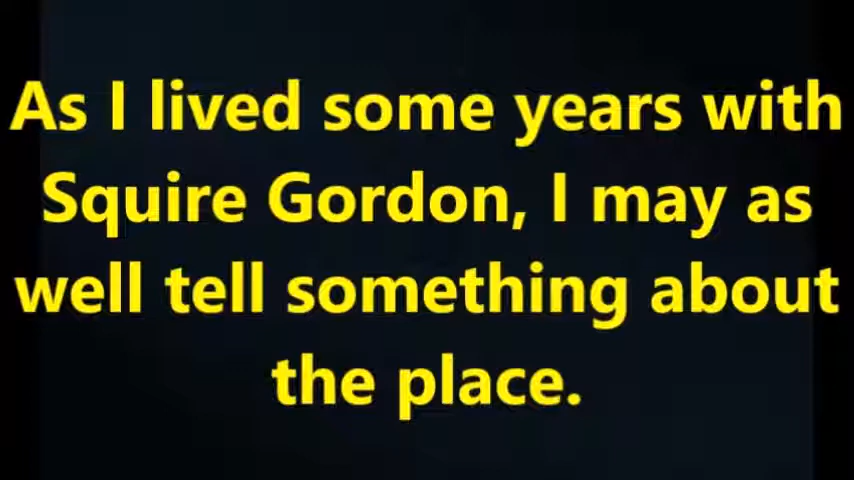 As I lived some years with
Squire Gordon, I may as
well tell something about
the place.